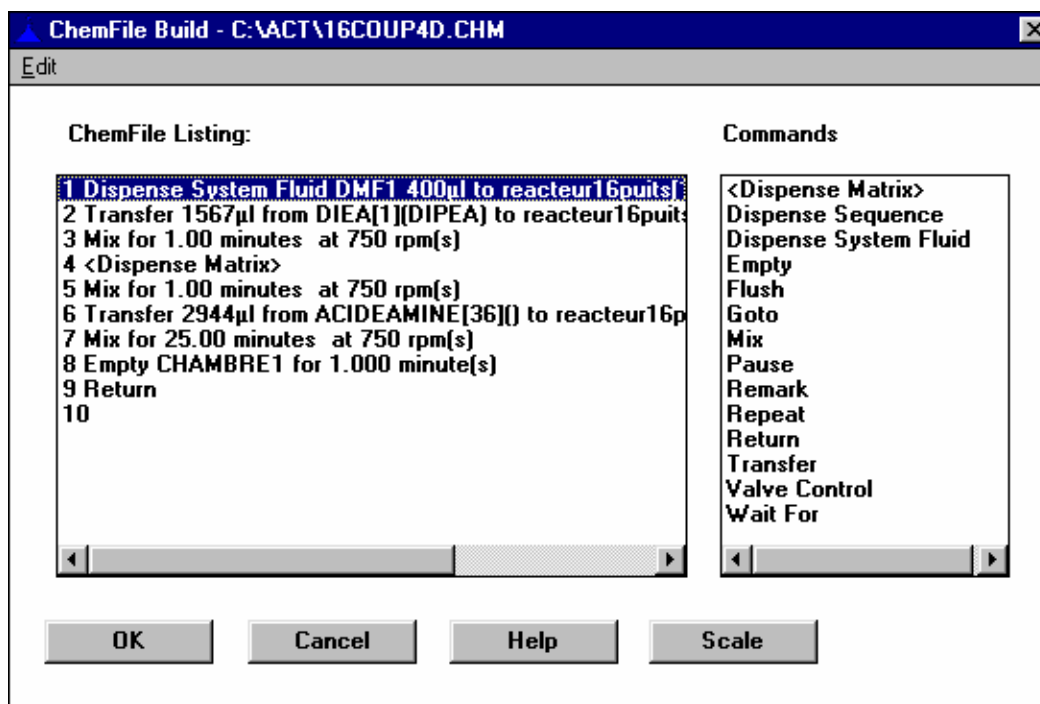 ChemFile Build - C:\ACT\16COUP4D.CHM
Edit
ChemFile Listing:
1 Dispense System Fluid DMF1 400µl to reacteur16puits[
2 Transfer 1567µl from DIEA[1](DIPEA) to reacteur16puits
3 Mix for 1.00 minutes at 750 rpm(s)
4 <Dispense Matrix>
5 Mix for 1.00 minutes at 750 rpm(s)
6 Transfer 2944µl from ACIDEAMINE[36]() to reacteur16p
7 Mix for 25.00 minutes at 750 rpm(s)
8 Empty CHAMBRE1 for 1.000 minute(s)
9 Return
10
Commands
<Dispense Matrix>
Dispense Sequence
Dispense System Fluid
Empty
Flush
Goto
Mix
Pause
Remark
Repeat
Return
Transfer
Valve Control
Wait For
OK Cancel Help Scale